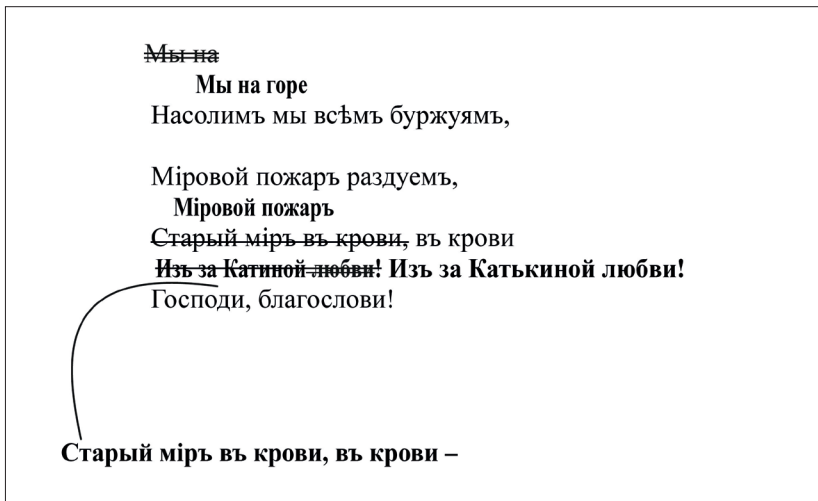 Мы на
Мы на горе
Насолимъ мы всѣмъ буржуямъ,
Міровой пожаръ раздуемъ,
Міровой пожаръ
Старый міръ въ крови, въ крови
Изъ за Катиной любви! Изъ за Катькиной любви!
Господи, благослови!
Старый міръ въ крови, въ крови –